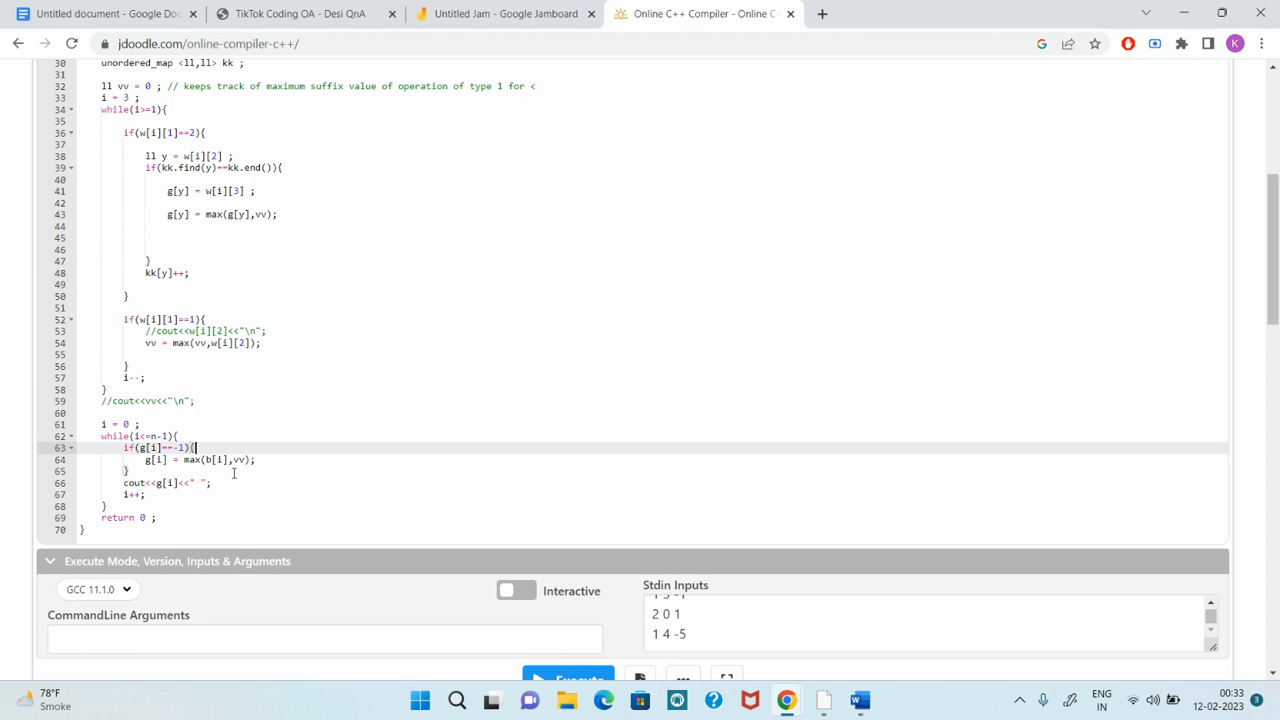 Untitled document - Google Doc
TikTok Coding OA - Desi QnA
Untitled Jam - Google Jamboard
Online C++ Compiler - Online C
jdoodle.com/online-compiler-c++/
K
30 unordered_map <ll,ll> kk ;
31
32 ll vv = 0 ; // keeps track of maximum suffix value of operation of type 1 for <
33 i = 3 ;
34 while(i>=1){
35
36 if(w[i][1]==2){
37
38 ll y = w[i][2] ;
39 if(kk.find(y)==kk.end()){
40
41 g[y] = w[i][3] ;
42
43 g[y] = max(g[y],vv);
44
45
46
47 }
48 kk[y]++;
49
50 }
51
52 if(w[i][1]==1){
53 //cout<<w[i][2]<<"\n";
54 vv = max(vv,w[i][2]);
55
56 }
57 i--;
58 }
59 //cout<<vv<<"\n";
60
61 i = 0 ;
62 while(i<=n-1){
63 if(g[i]==-1){
64 g[i] = max(b[i],vv);
65 }
66 cout<<g[i]<<" ";
67 i++;
68 }
69 return 0 ;
70 }
Execute Mode, Version, Inputs & Arguments
GCC 11.1.0
Interactive
Stdin Inputs
2 0 1
1 4 -5
CommandLine Arguments
Execute
78°F
Smoke
ENG
IN
00:33
12-02-2023
3